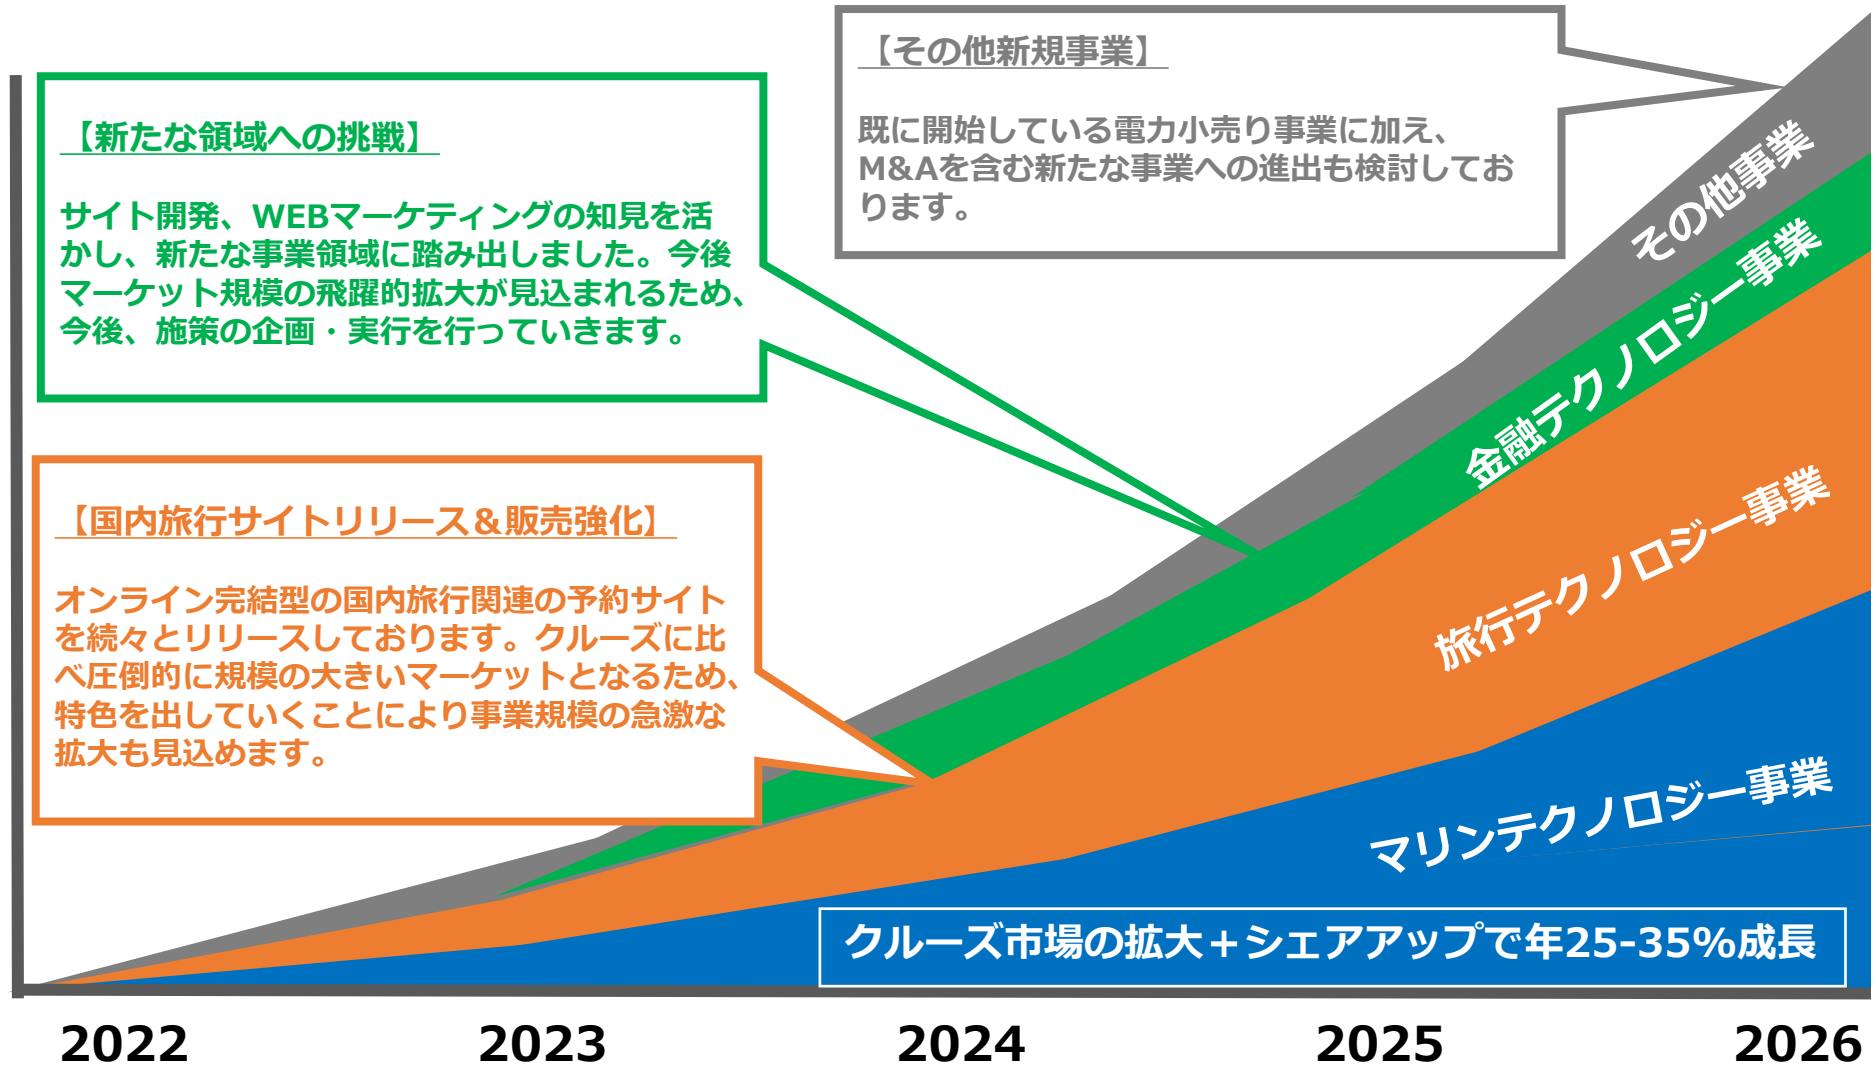 【その他新規事業】
既に開始している電力小売り事業に加え、
M&Aを含む新たな事業への進出も検討してお
ります。
【新たな領域への挑戦】
サイト開発、WEBマーケティングの知見を活
かし、新たな事業領域に踏み出しました。今後
マーケット規模の飛躍的拡大が見込まれるため、
今後、施策の企画・実行を行っていきます。
【国内旅行サイトリリース＆販売強化】
オンライン完結型の国内旅行関連の予約サイト
を続々とリリースしております。クルーズに比
べ圧倒的に規模の大きいマーケットとなるため、
特色を出していくことにより事業規模の急激な
拡大も見込めます。
その他事業
金融テクノロジー事業
旅行テクノロジー事業
マリンテクノロジー事業
クルーズ市場の拡大＋シェアアップで年25-35%成長
2022
2023
2024
2025
2026